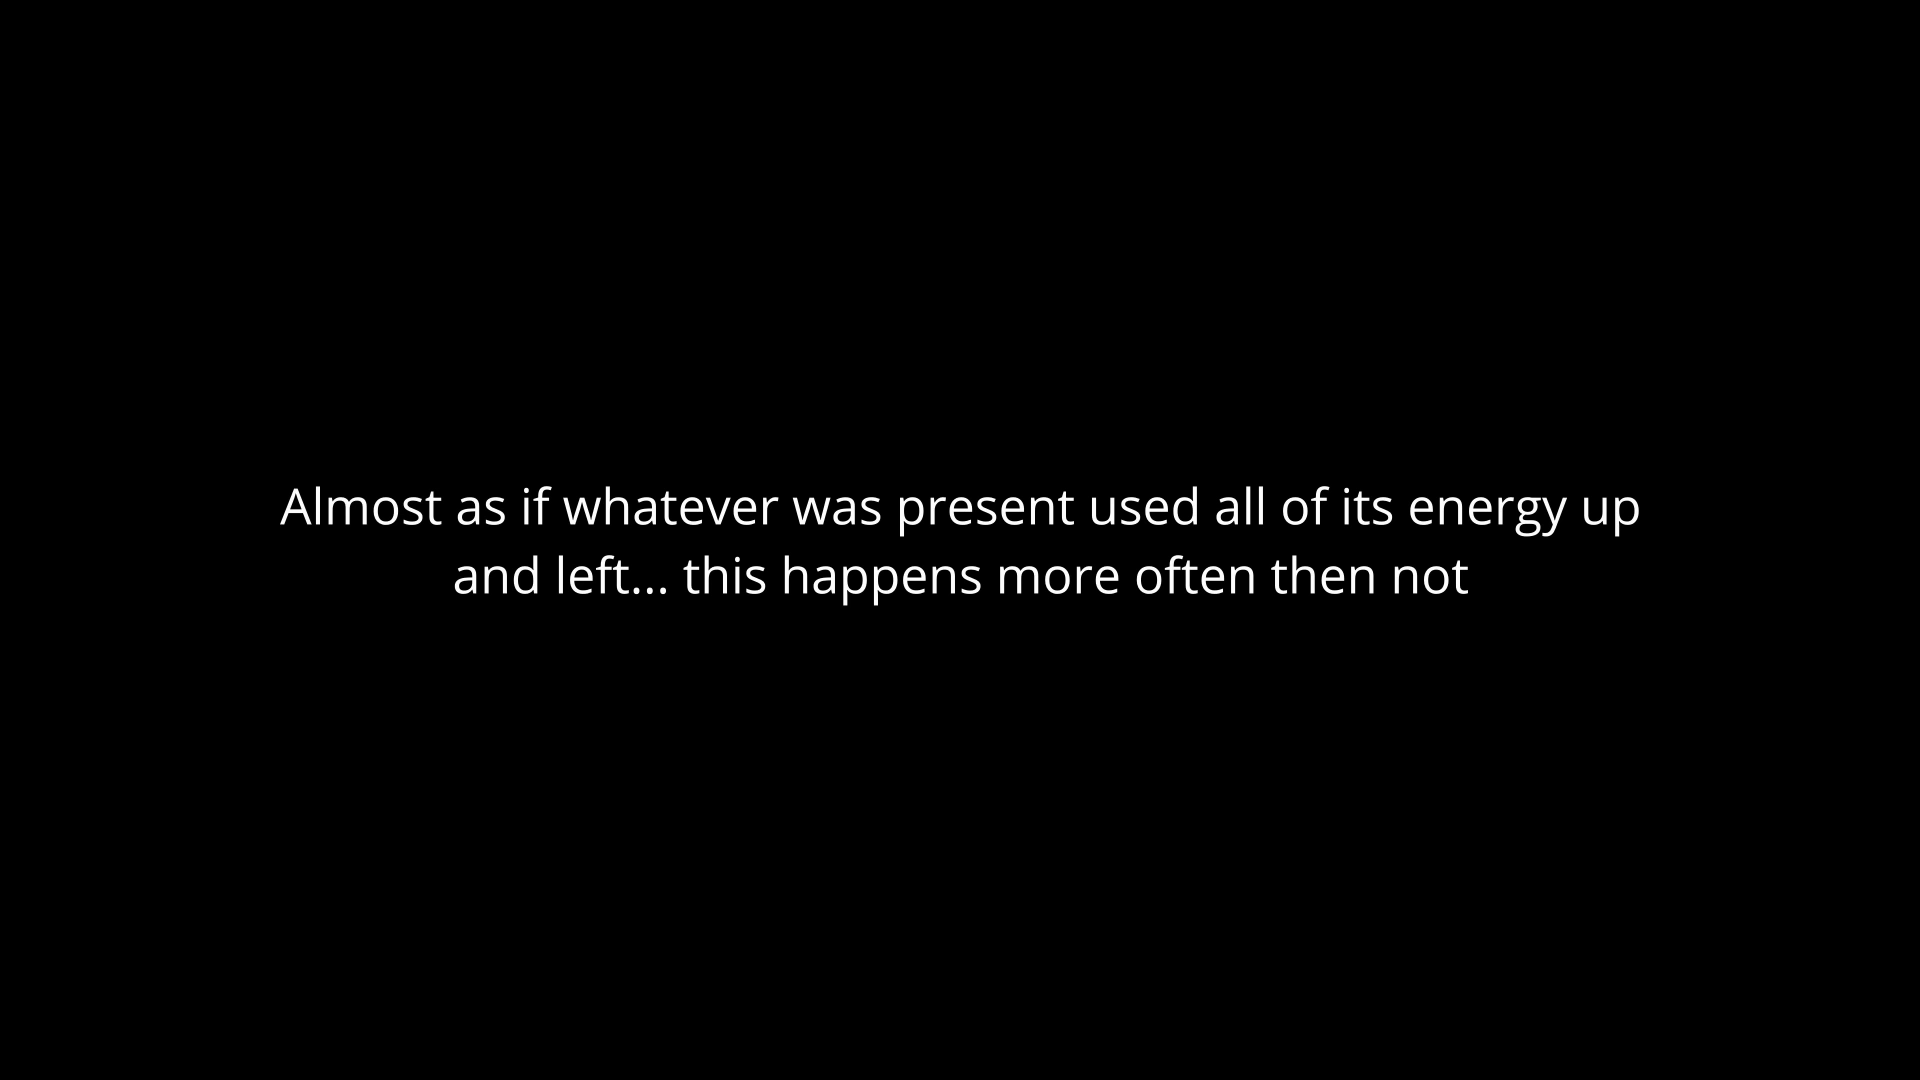 Almost as if whatever was present used all of its energy up
and left... this happens more often then not